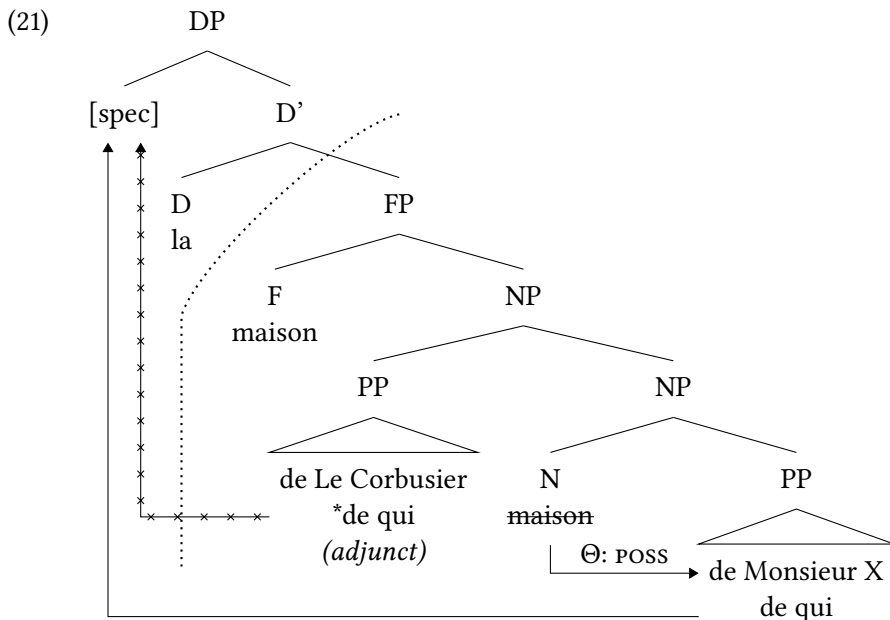 (21)
DP
[spec] D’
D FP
la
F NP
maison
PP NP
de Le Corbusier N PP
*de qui maison
(adjunct) Θ: POSS de Monsieur X
de qui